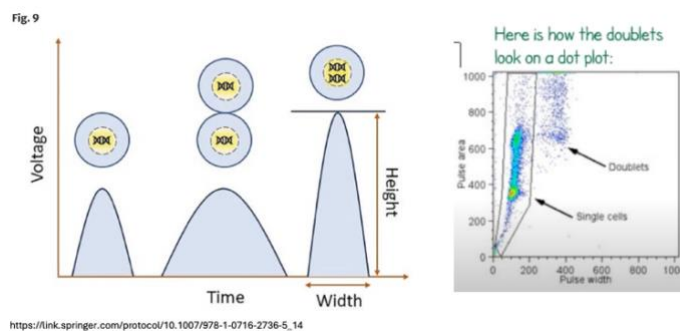 Fig. 9
Voltage
Height
Time
Width
https://link.springer.com/protocol/10.1007/978-1-0716-2736-5_14
Here is how the doublets
look on a dot plot:
1000
800
600
400
200
0
Pulse area
Doublets
Single cells
0
200
400
600
800
1000
Pulse width